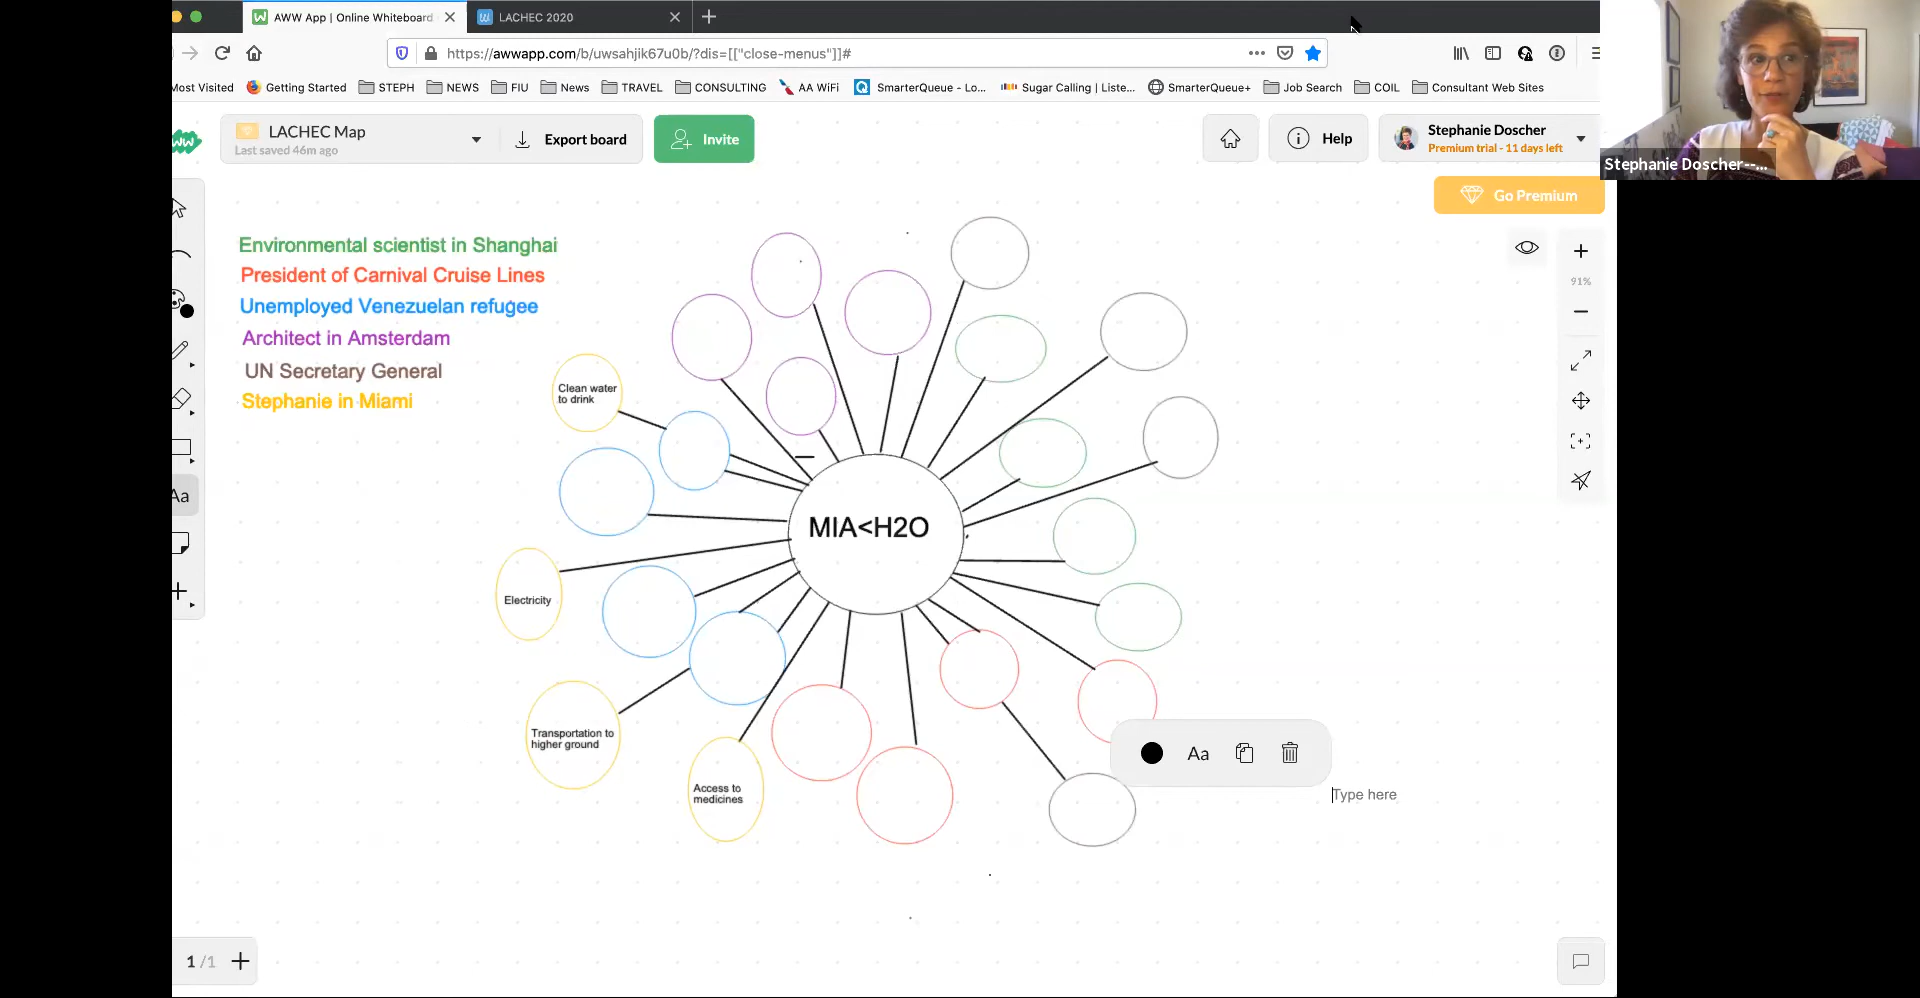 AWW App | Online Whiteboard
LACHEC 2020
https://awwapp.com/b/uwsahjik67u0b/?dis=[["close-menus"]]#
Most Visited
Getting Started
STEPH
NEWS
FIU
News
TRAVEL
CONSULTING
AA WiFi
SmarterQueue - Lo...
Sugar Calling | Liste...
SmarterQueue+
Job Search
COIL
Consultant Web Sites
LACHEC Map
Last saved 46m ago
Export board
Invite
Help
Stephanie Doscher
Premium trial - 11 days left
Stephanie Doscher--...
Go Premium
91%
Environmental scientist in Shanghai
President of Carnival Cruise Lines
Unemployed Venezuelan refugee
Architect in Amsterdam
UN Secretary General
Stephanie in Miami
Clean water
to drink
MIA<H2O
Electricity
Transportation to
higher ground
Access to
medicines
Aa
Aa
Type here
1 /1